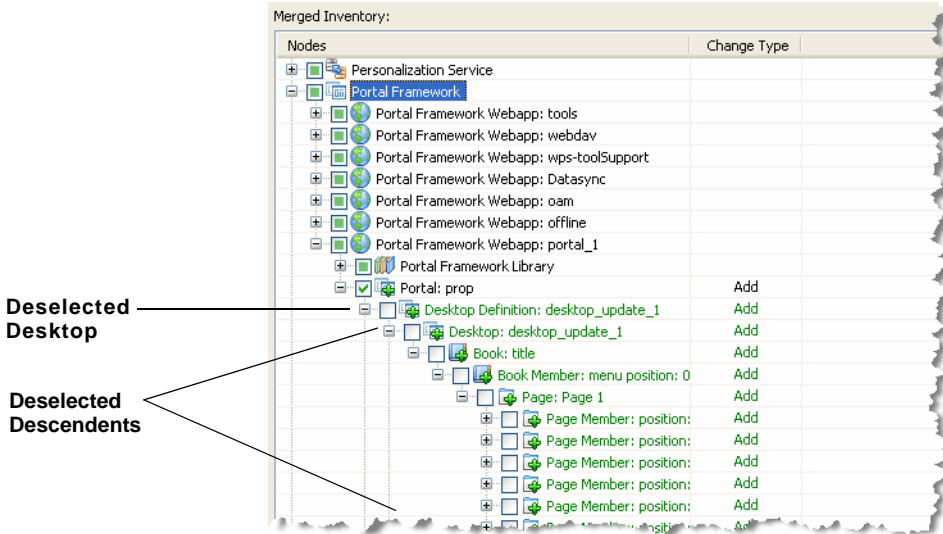 Merged Inventory:
Nodes Change Type
Personalization Service
Portal Framework
Portal Framework Webapp: tools
Portal Framework Webapp: webdav
Portal Framework Webapp: wps-toolSupport
Portal Framework Webapp: Datasync
Portal Framework Webapp: oam
Portal Framework Webapp: offline
Portal Framework Webapp: portal_1
Portal Framework Library
Portal: prop Add
Desktop Definition: desktop_update_1 Add
Desktop: desktop_update_1 Add
Book: title Add
Book Member: menu position: 0 Add
Page: Page 1 Add
Page Member: position: Add
Page Member: position: Add
Page Member: position: Add
Page Member: position: Add
Page Member: position: Add
Deselected
Desktop
Deselected
Descendents